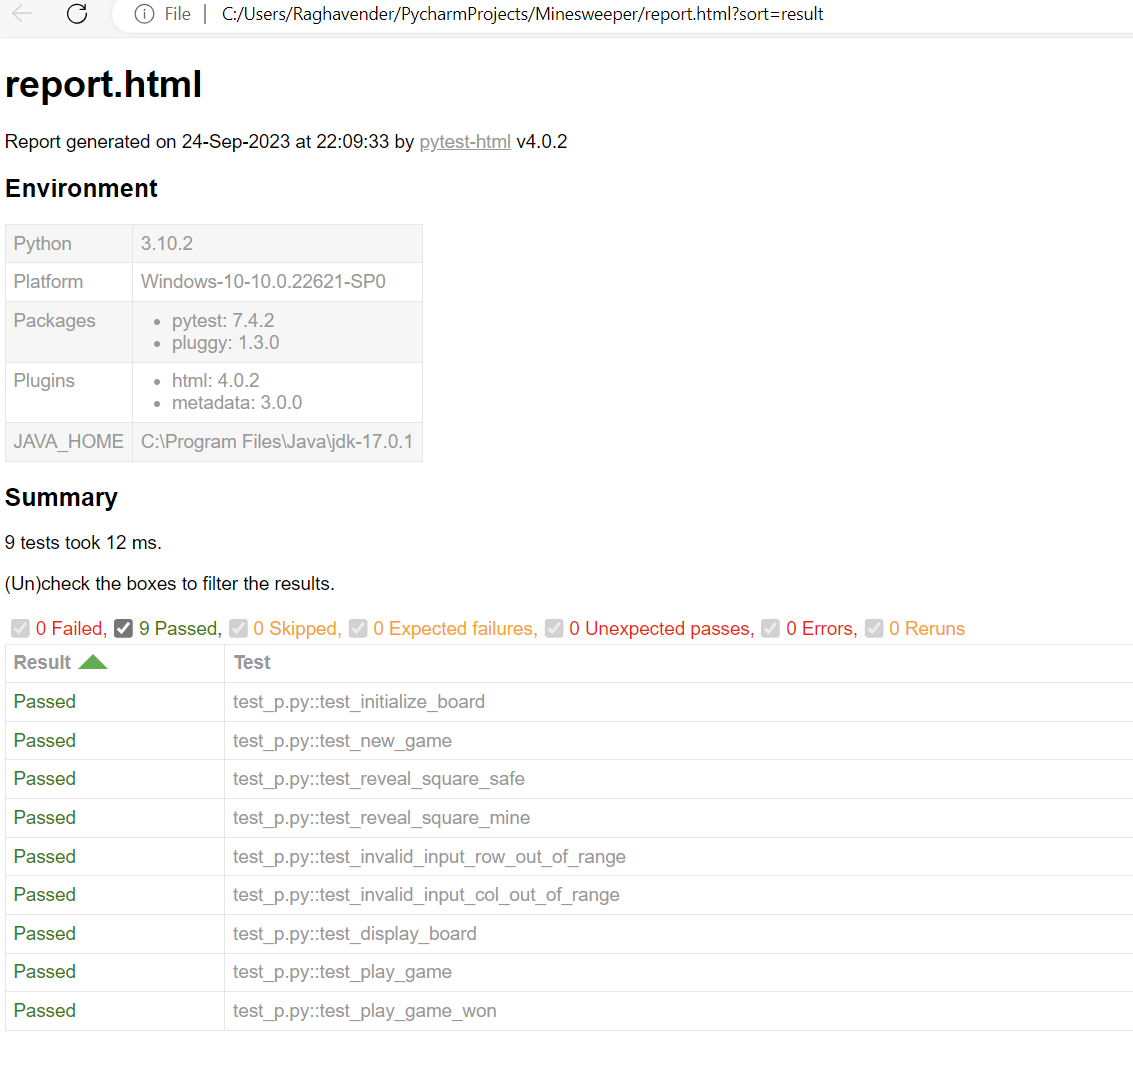 File | C:/Users/Raghavender/PycharmProjects/Minesweeper/report.html?sort=result
report.html
Report generated on 24-Sep-2023 at 22:09:33 by pytest-html v4.0.2
Environment
Python 3.10.2
Platform Windows-10-10.0.22621-SP0
Packages
• pytest: 7.4.2
• pluggy: 1.3.0
Plugins
• html: 4.0.2
• metadata: 3.0.0
JAVA_HOME C:\Program Files\Java\jdk-17.0.1
Summary
9 tests took 12 ms.
(Un)check the boxes to filter the results.
0 Failed, 9 Passed, 0 Skipped, 0 Expected failures, 0 Unexpected passes, 0 Errors, 0 Reruns
Result Test
Passed test_p.py::test_initialize_board
Passed test_p.py::test_new_game
Passed test_p.py::test_reveal_square_safe
Passed test_p.py::test_reveal_square_mine
Passed test_p.py::test_invalid_input_row_out_of_range
Passed test_p.py::test_invalid_input_col_out_of_range
Passed test_p.py::test_display_board
Passed test_p.py::test_play_game
Passed test_p.py::test_play_game_won